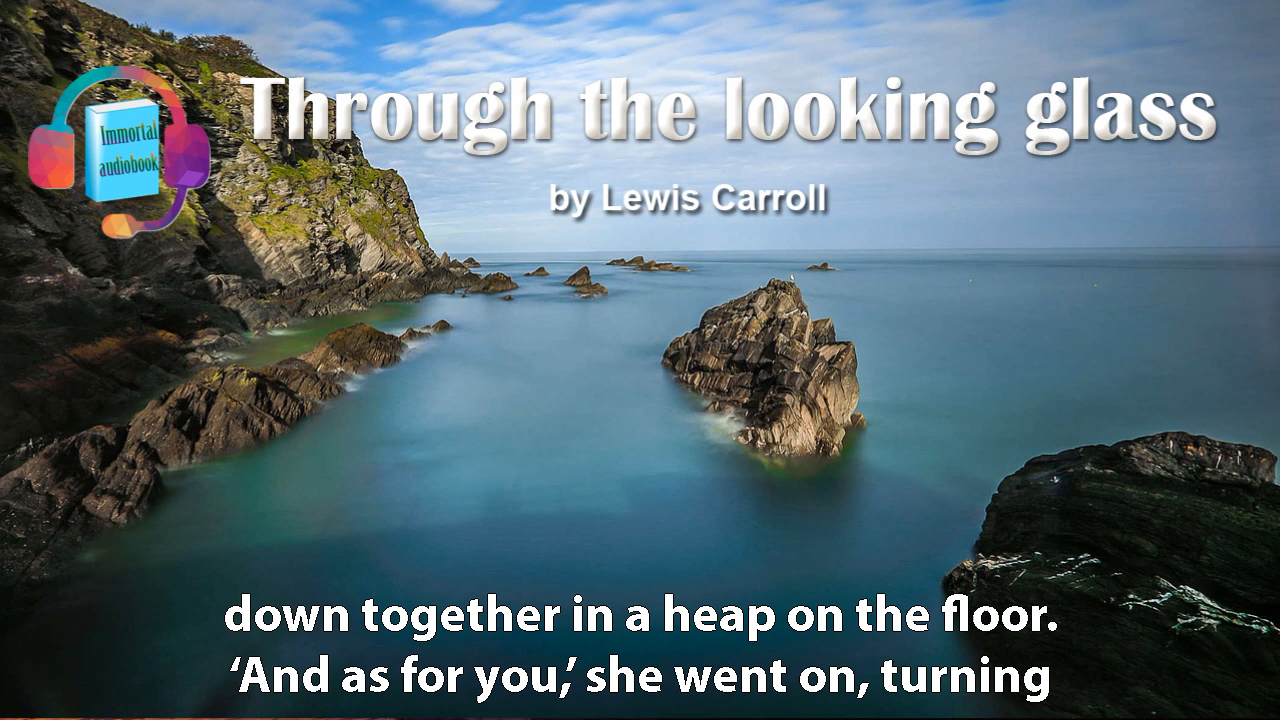 Immortal
audiobook
Through the looking glass
by Lewis Carroll
down together in a heap on the floor.
‘And as for you,’ she went on, turning